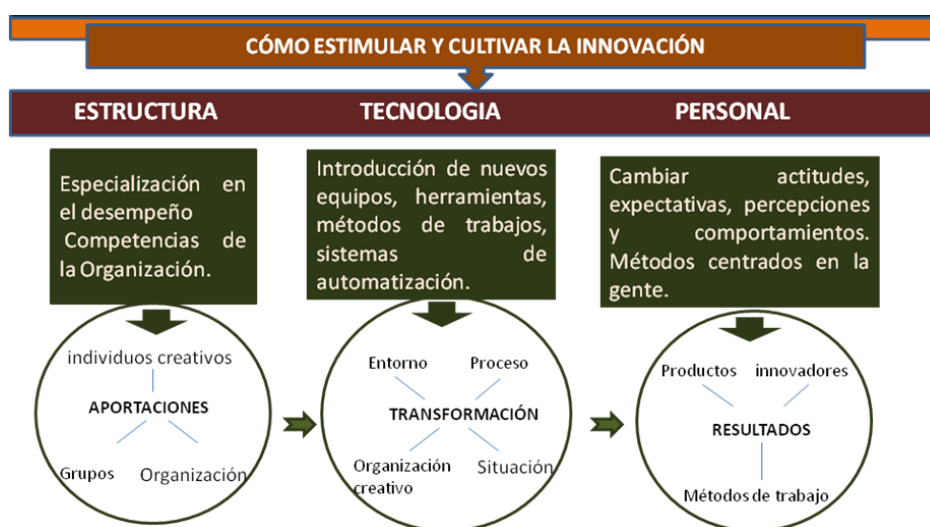 CÓMO ESTIMULAR Y CULTIVAR LA INNOVACIÓN
ESTRUCTURA
TECNOLOGIA
PERSONAL
Especialización en
el desempeño
Competencias de
la Organización.
Introducción de nuevos
equipos, herramientas,
métodos de trabajos,
sistemas de
automatización.
Cambiar actitudes,
expectativas, percepciones
y comportamientos.
Métodos centrados en la
gente.
individuos creativos
APORTACIONES
Grupos
Organización
Entorno
Proceso
TRANSFORMACIÓN
Organización
creativo
Situación
Productos
innovadores
RESULTADOS
Métodos de trabajo